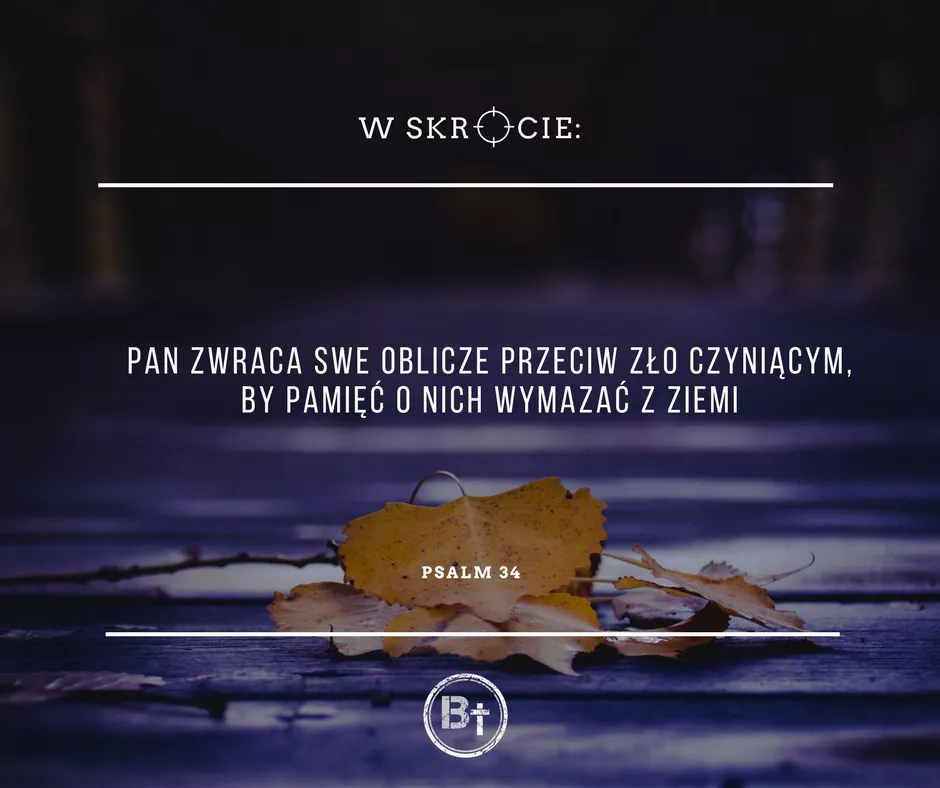 W SKRÓCIE:
PAN ZWRACA SWE OBLICZE PRZECIW ZŁO CZYNIĄCYM,
BY PAMIĘĆ O NICH WYMAZAĆ Z ZIEMI
PSALM 34
B†